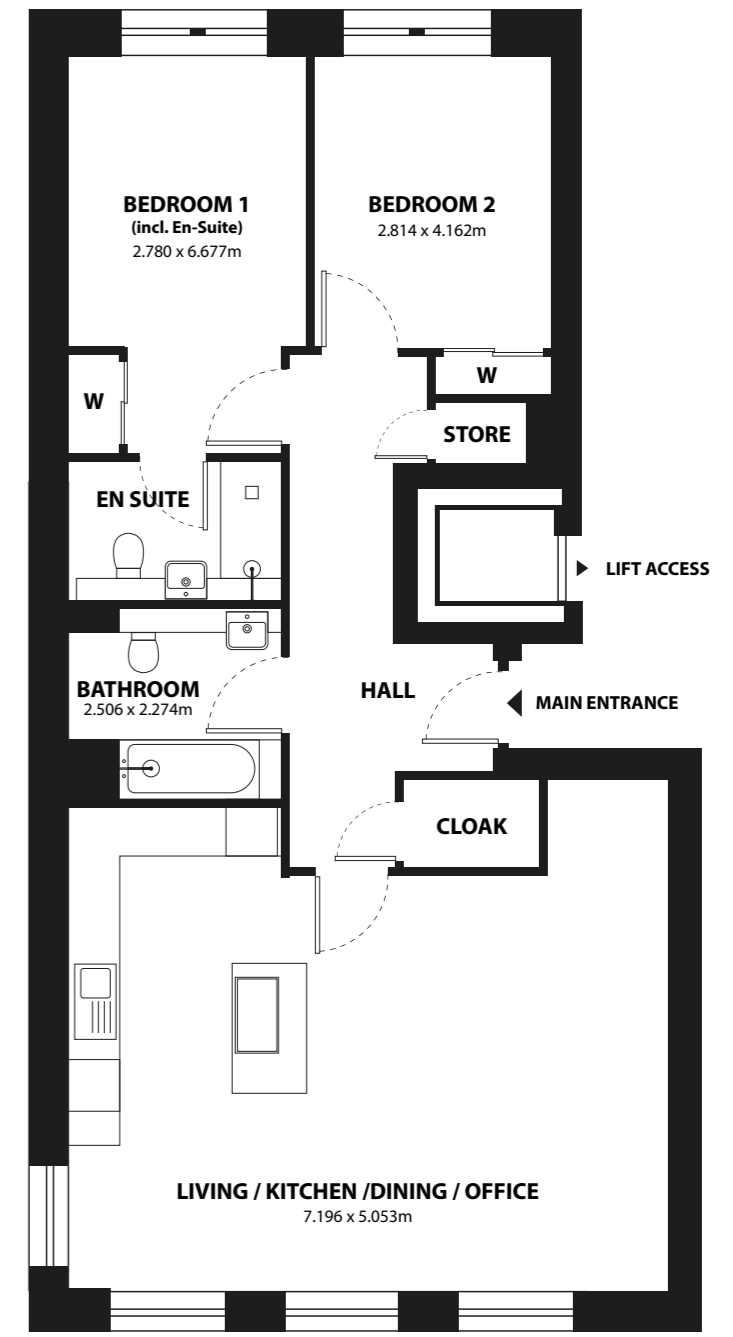 BEDROOM 1
(incl. En-Suite)
2.780 x 6.677m
BEDROOM 2
2.814 x 4.162m
W
W
STORE
EN SUITE
LIFT ACCESS
BATHROOM
2.506 x 2.274m
HALL
MAIN ENTRANCE
CLOAK
LIVING / KITCHEN /DINING / OFFICE
7.196 x 5.053m